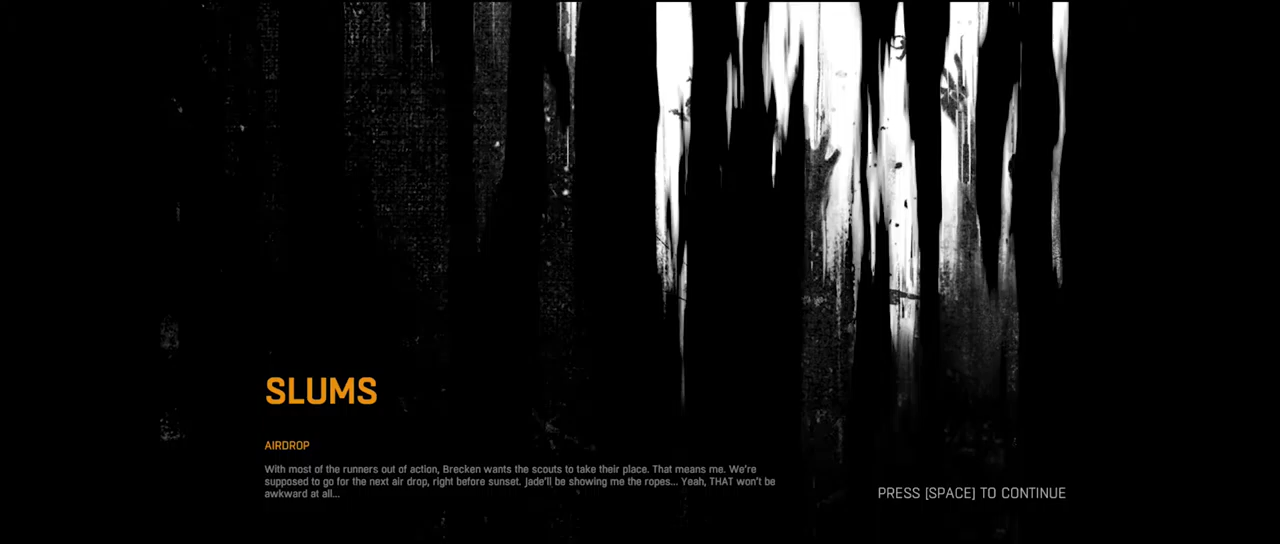 SLUMS
AIRDROP
With most of the runners out of action, Brecken wants the scouts to take their place. That means me. We're
supposed to go for the next air drop, right before sunset. Jade'll be showing me the ropes... Yeah, THAT won't be
awkward at all...
PRESS [SPACE] TO CONTINUE